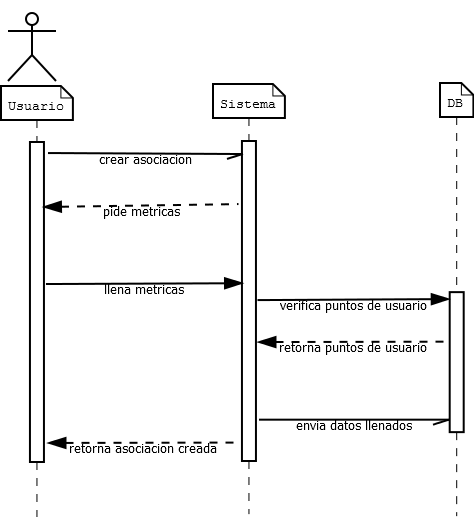 Usuario
Sistema
DB
crear asociacion
pide metricas
llena metricas
verifica puntos de usuario
retorna puntos de usuario
envia datos llenados
retorna asociacion creada